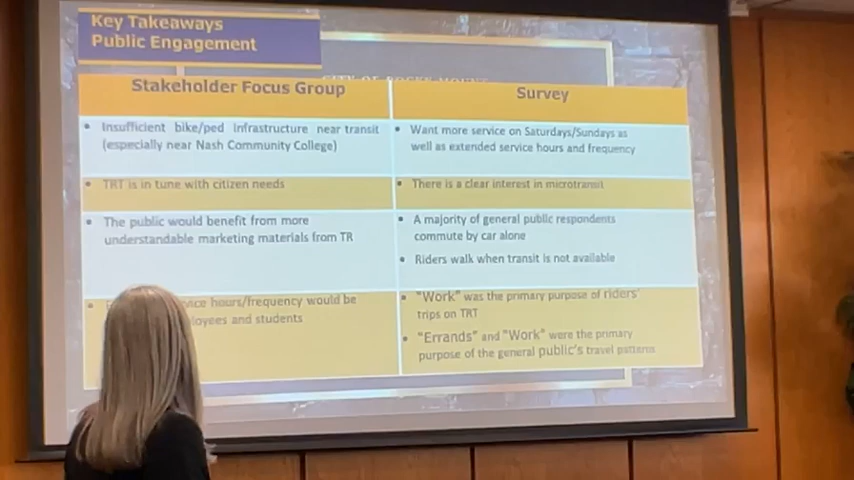 Key Takeaways
Public Engagement
CITY OF ROCKY MOUNT
Stakeholder Focus Group
Survey
• Insufficient bike/ped infrastructure near transit
(especially near Nash Community College)
• Want more service on Saturdays/Sundays as
well as extended service hours and frequency
• TRT is in tune with citizen needs
• There is a clear interest in microtransit
• The public would benefit from more
understandable marketing materials from TR
• A majority of general public respondents
commute by car alone
• Riders walk when transit is not available
hours/frequency would be
and students
• "Work" was the primary purpose of riders'
trips on TRT
• "Errands" and "Work" were the primary
purpose of the general public's travel patterns